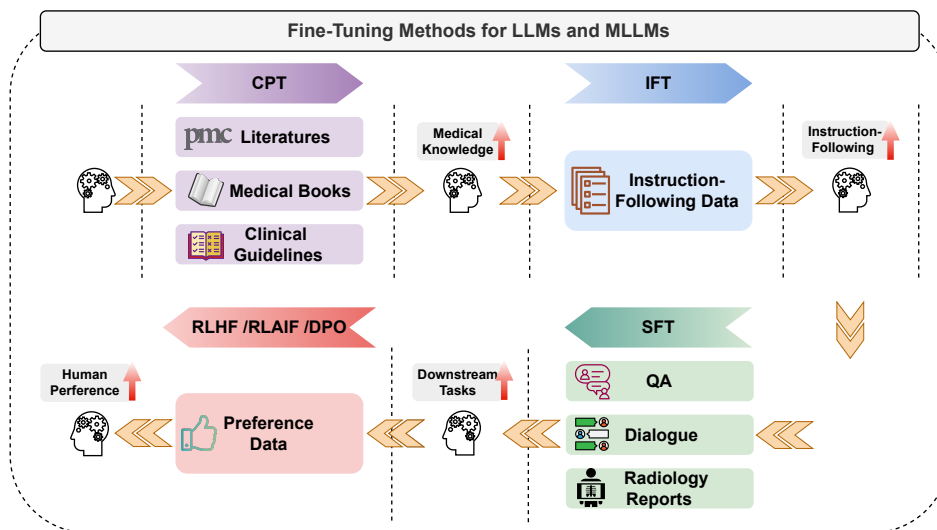 Fine-Tuning Methods for LLMs and MLLMs
CPT
IFT
pmc Literatures
Medical Books
Clinical
Guidelines
Medical
Knowledge
Instruction-
Following Data
Instruction-
Following
RLHF /RLAIF /DPO
SFT
Human
Perference
Preference
Data
Downstream
Tasks
QA
Dialogue
Radiology
Reports